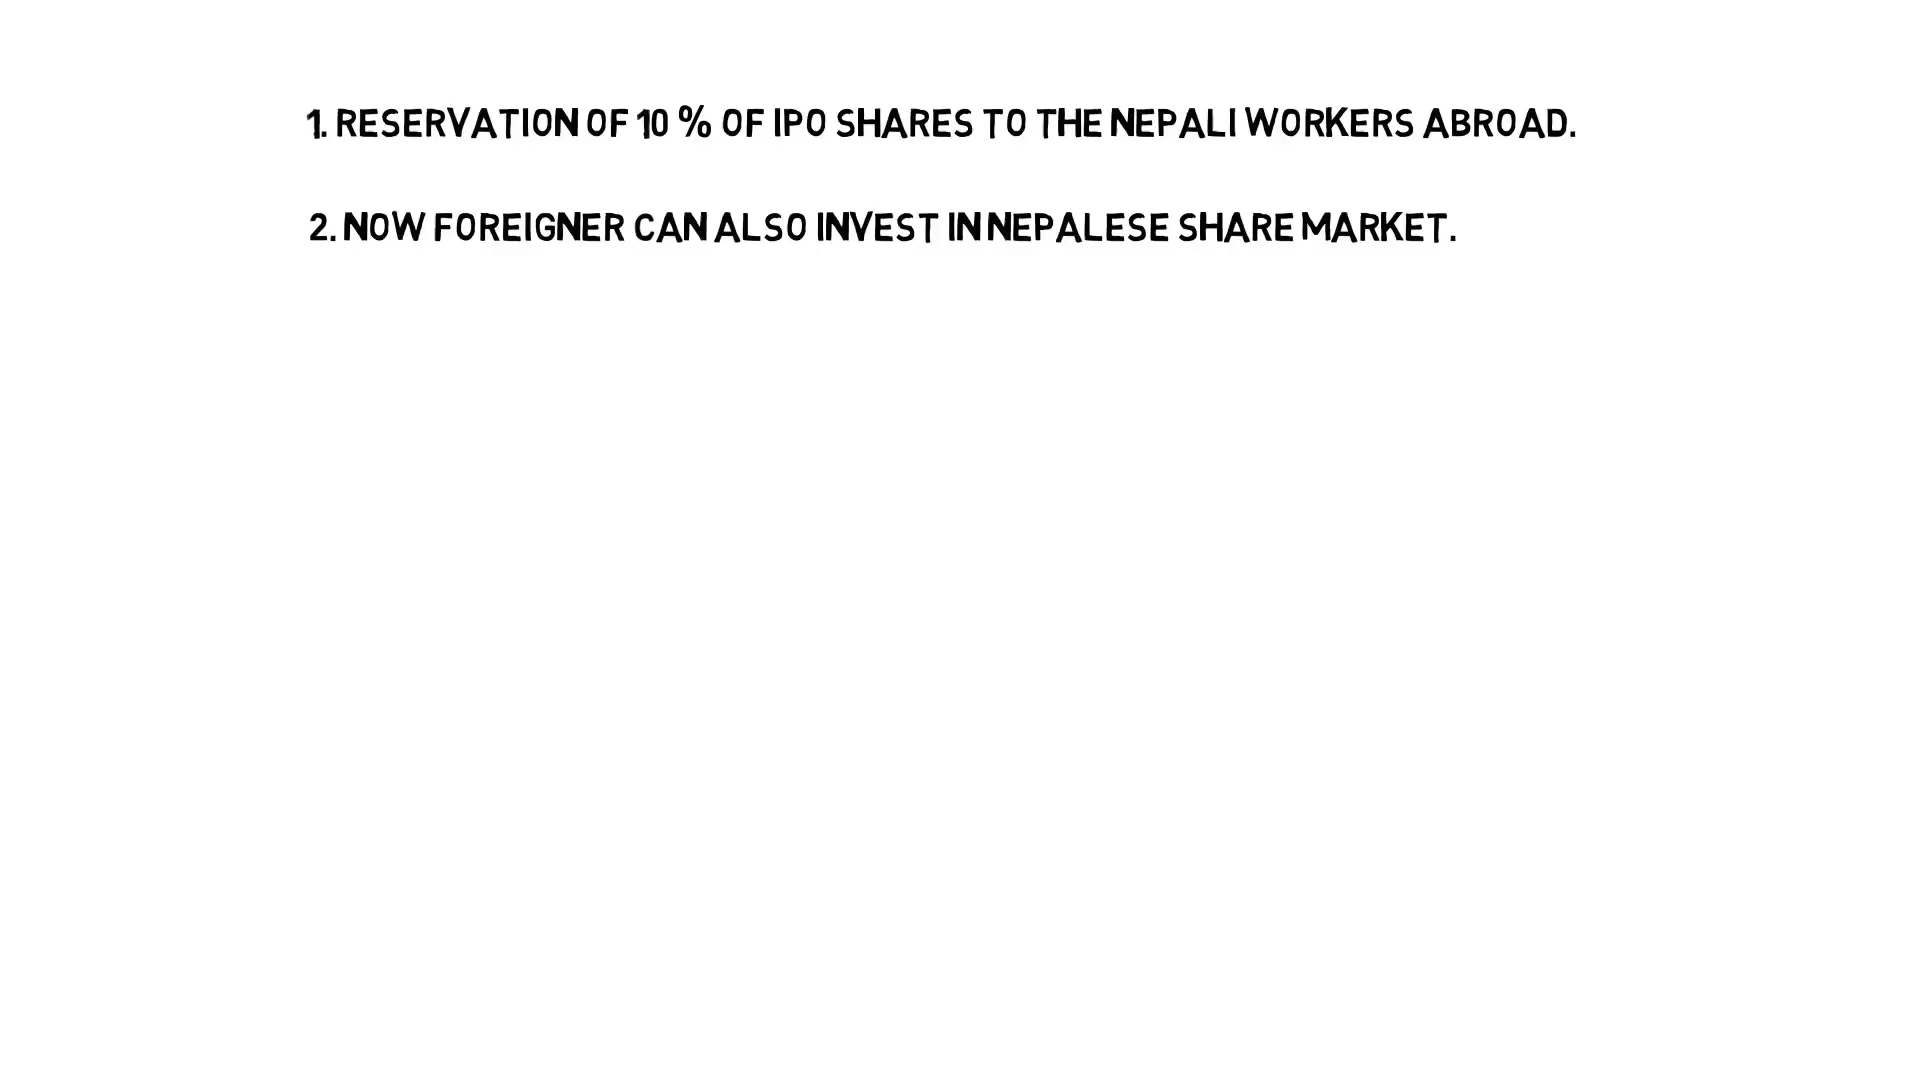 1. RESERVATION OF 10 % OF IPO SHARES TO THE NEPALI WORKERS ABROAD.
2. NOW FOREIGNER CAN ALSO INVEST IN NEPALESE SHARE MARKET.